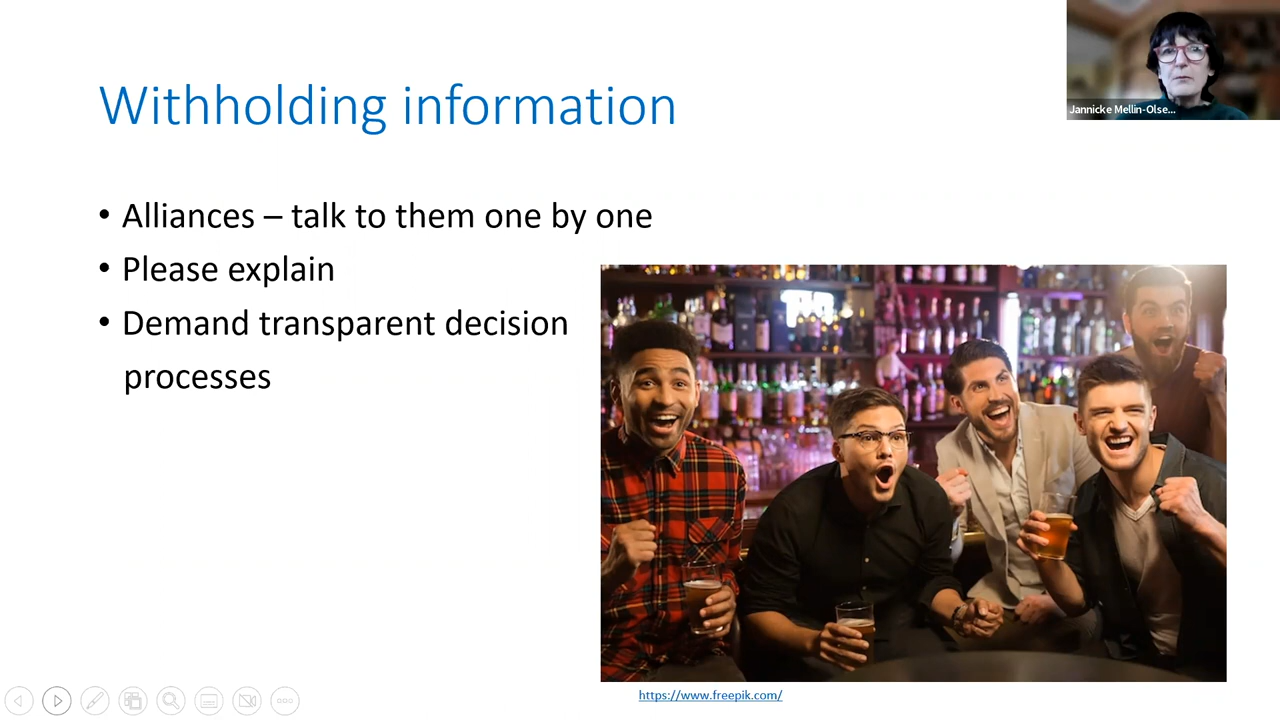 Withholding information
Jannicke Mellin-Olse...
• Alliances – talk to them one by one
• Please explain
• Demand transparent decision
processes
https://www.freepik.com/